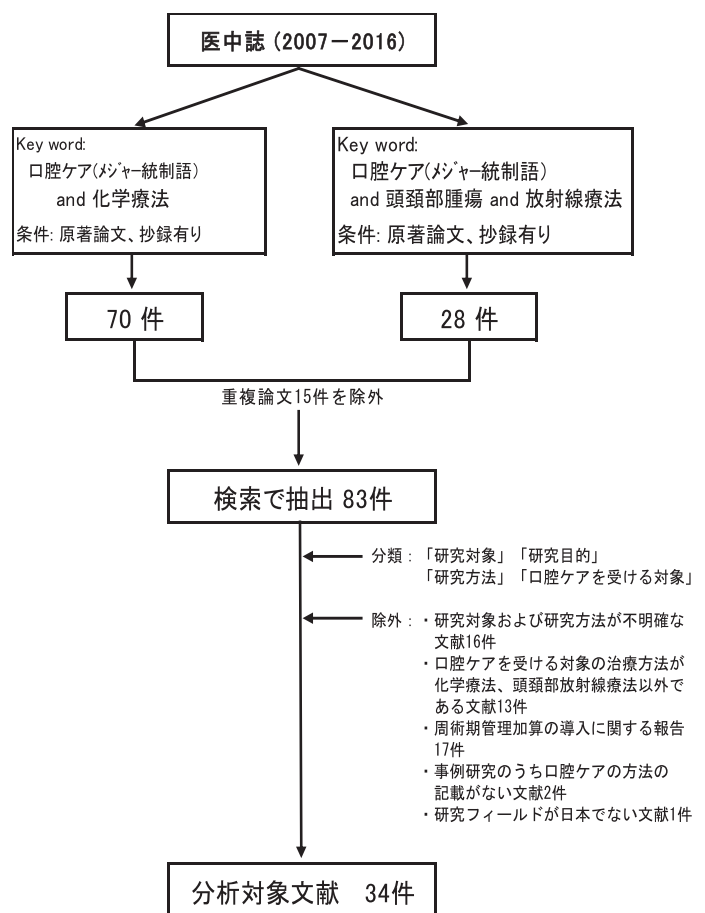 医中誌（2007－2016）
Key word:
口腔ケア(ﾒｼﾞｬｰ統制語)
and 化学療法
条件: 原著論文、抄録有り
Key word:
口腔ケア(ﾒｼﾞｬｰ統制語)
and 頭頚部腫瘍 and 放射線療法
条件: 原著論文、抄録有り
70 件
28 件
重複論文15件を除外
検索で抽出 83件
分類：「研究対象」「研究目的」
「研究方法」「口腔ケアを受ける対象」
除外：・研究対象および研究方法が不明確な
文献16件
・口腔ケアを受ける対象の治療方法が
化学療法、頭頚部放射線療法以外で
ある文献13件
・周術期管理加算の導入に関する報告
17件
・事例研究のうち口腔ケアの方法の
記載がない文献2件
・研究フィールドが日本でない文献1件
分析対象文献　34件